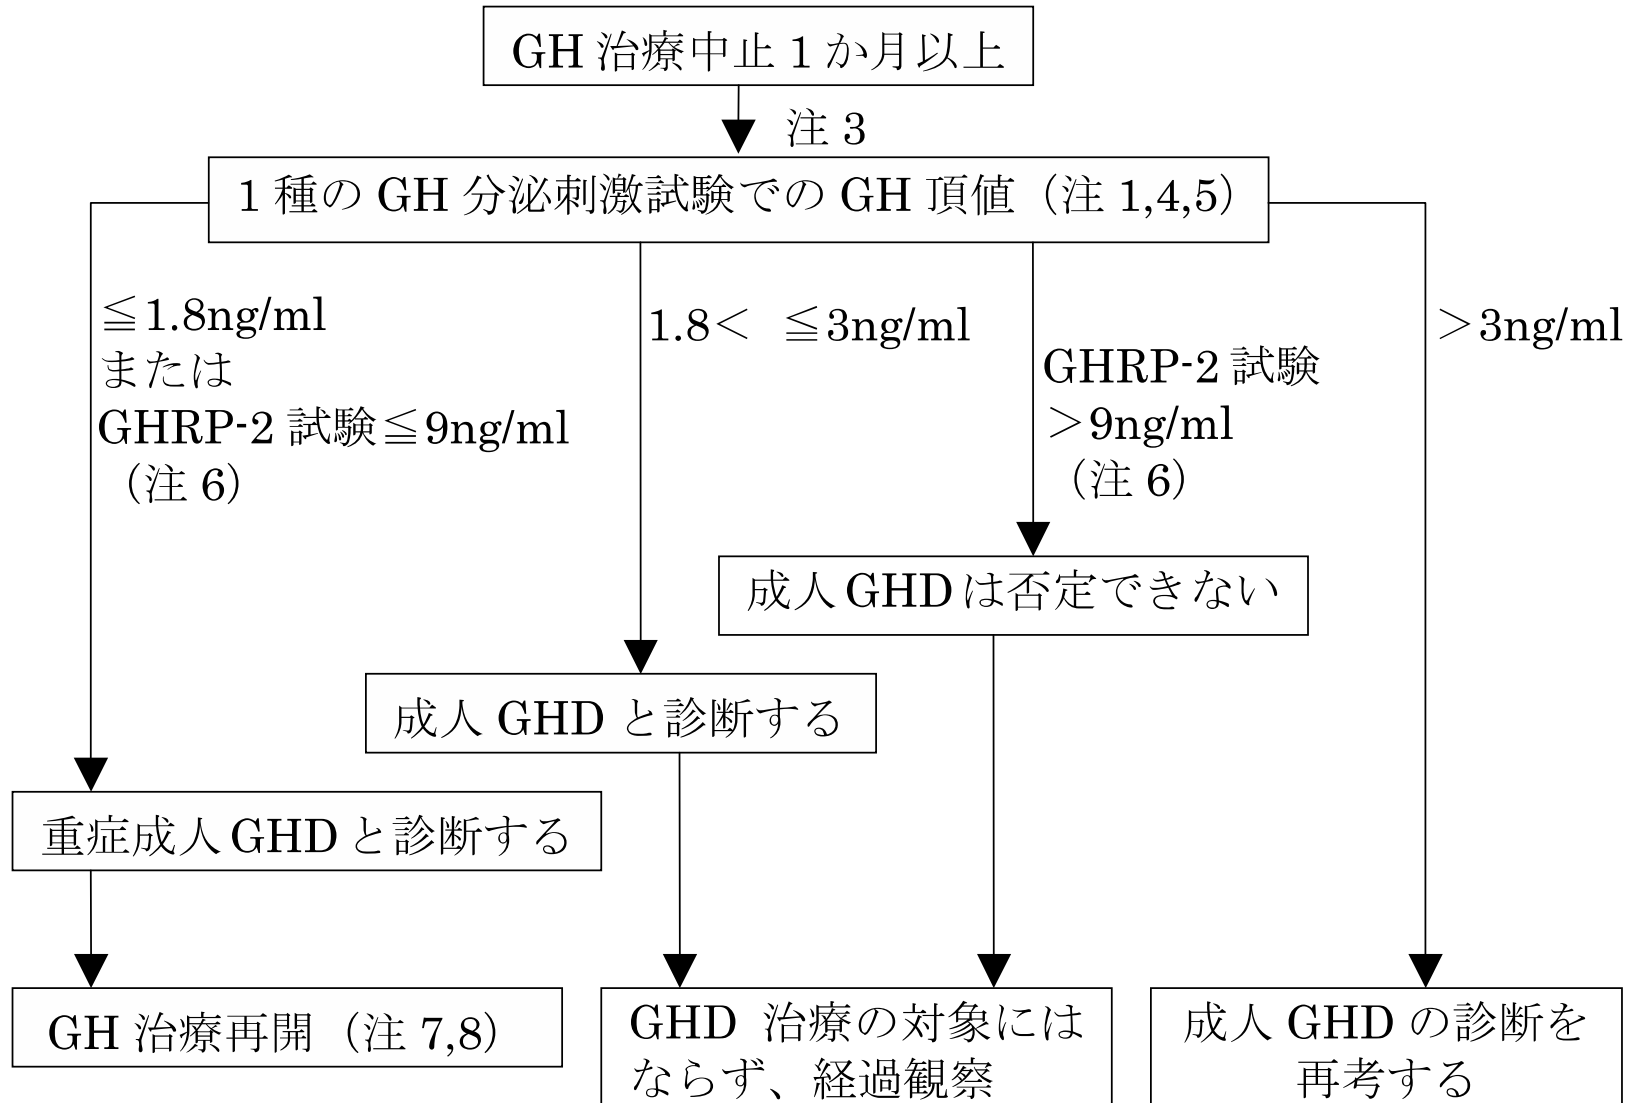 GH 治療中止 1 か月以上
注 3
1 種の GH 分泌刺激試験での GH 頂値（注 1,4,5）
≦1.8ng/ml
または
GHRP-2 試験≦9ng/ml
（注 6）
1.8＜ ≦3ng/ml
GHRP-2 試験
＞9ng/ml
（注 6）
＞3ng/ml
成人 GHD は否定できない
成人 GHD と診断する
重症成人 GHD と診断する
GH 治療再開（注 7,8）
GHD 治療の対象には
ならず、経過観察
成人 GHD の診断を
再考する